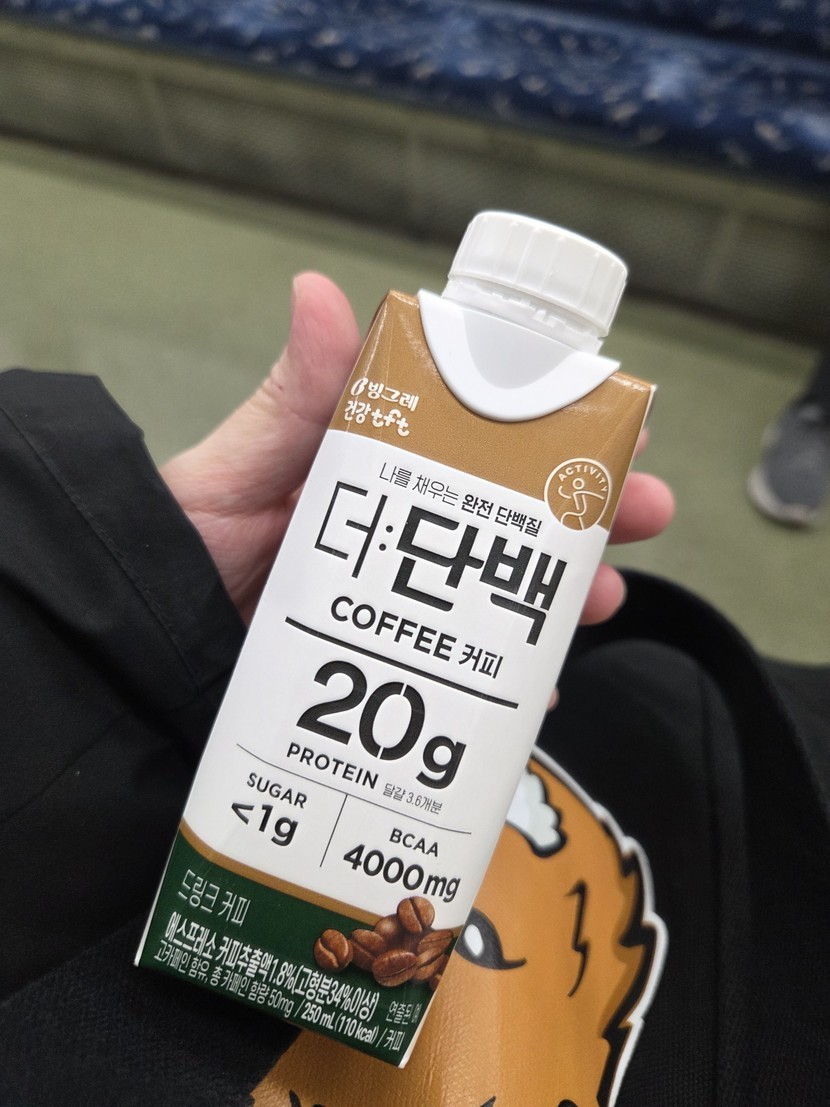 빙그레
건강 tft
ACTIVITY
나를 채우는 완전 단백질
더:단백
COFFEE 커피
20g
PROTEIN 달걀 3.6개분
SUGAR
<1g
BCAA
4000mg
드링크 커피
에스프레소 커피추출액1.8%(고형분34%이상)
고카페인 함유, 총 카페인 함량 50mg / 250 mL (110 kcal) / 커피
연출된